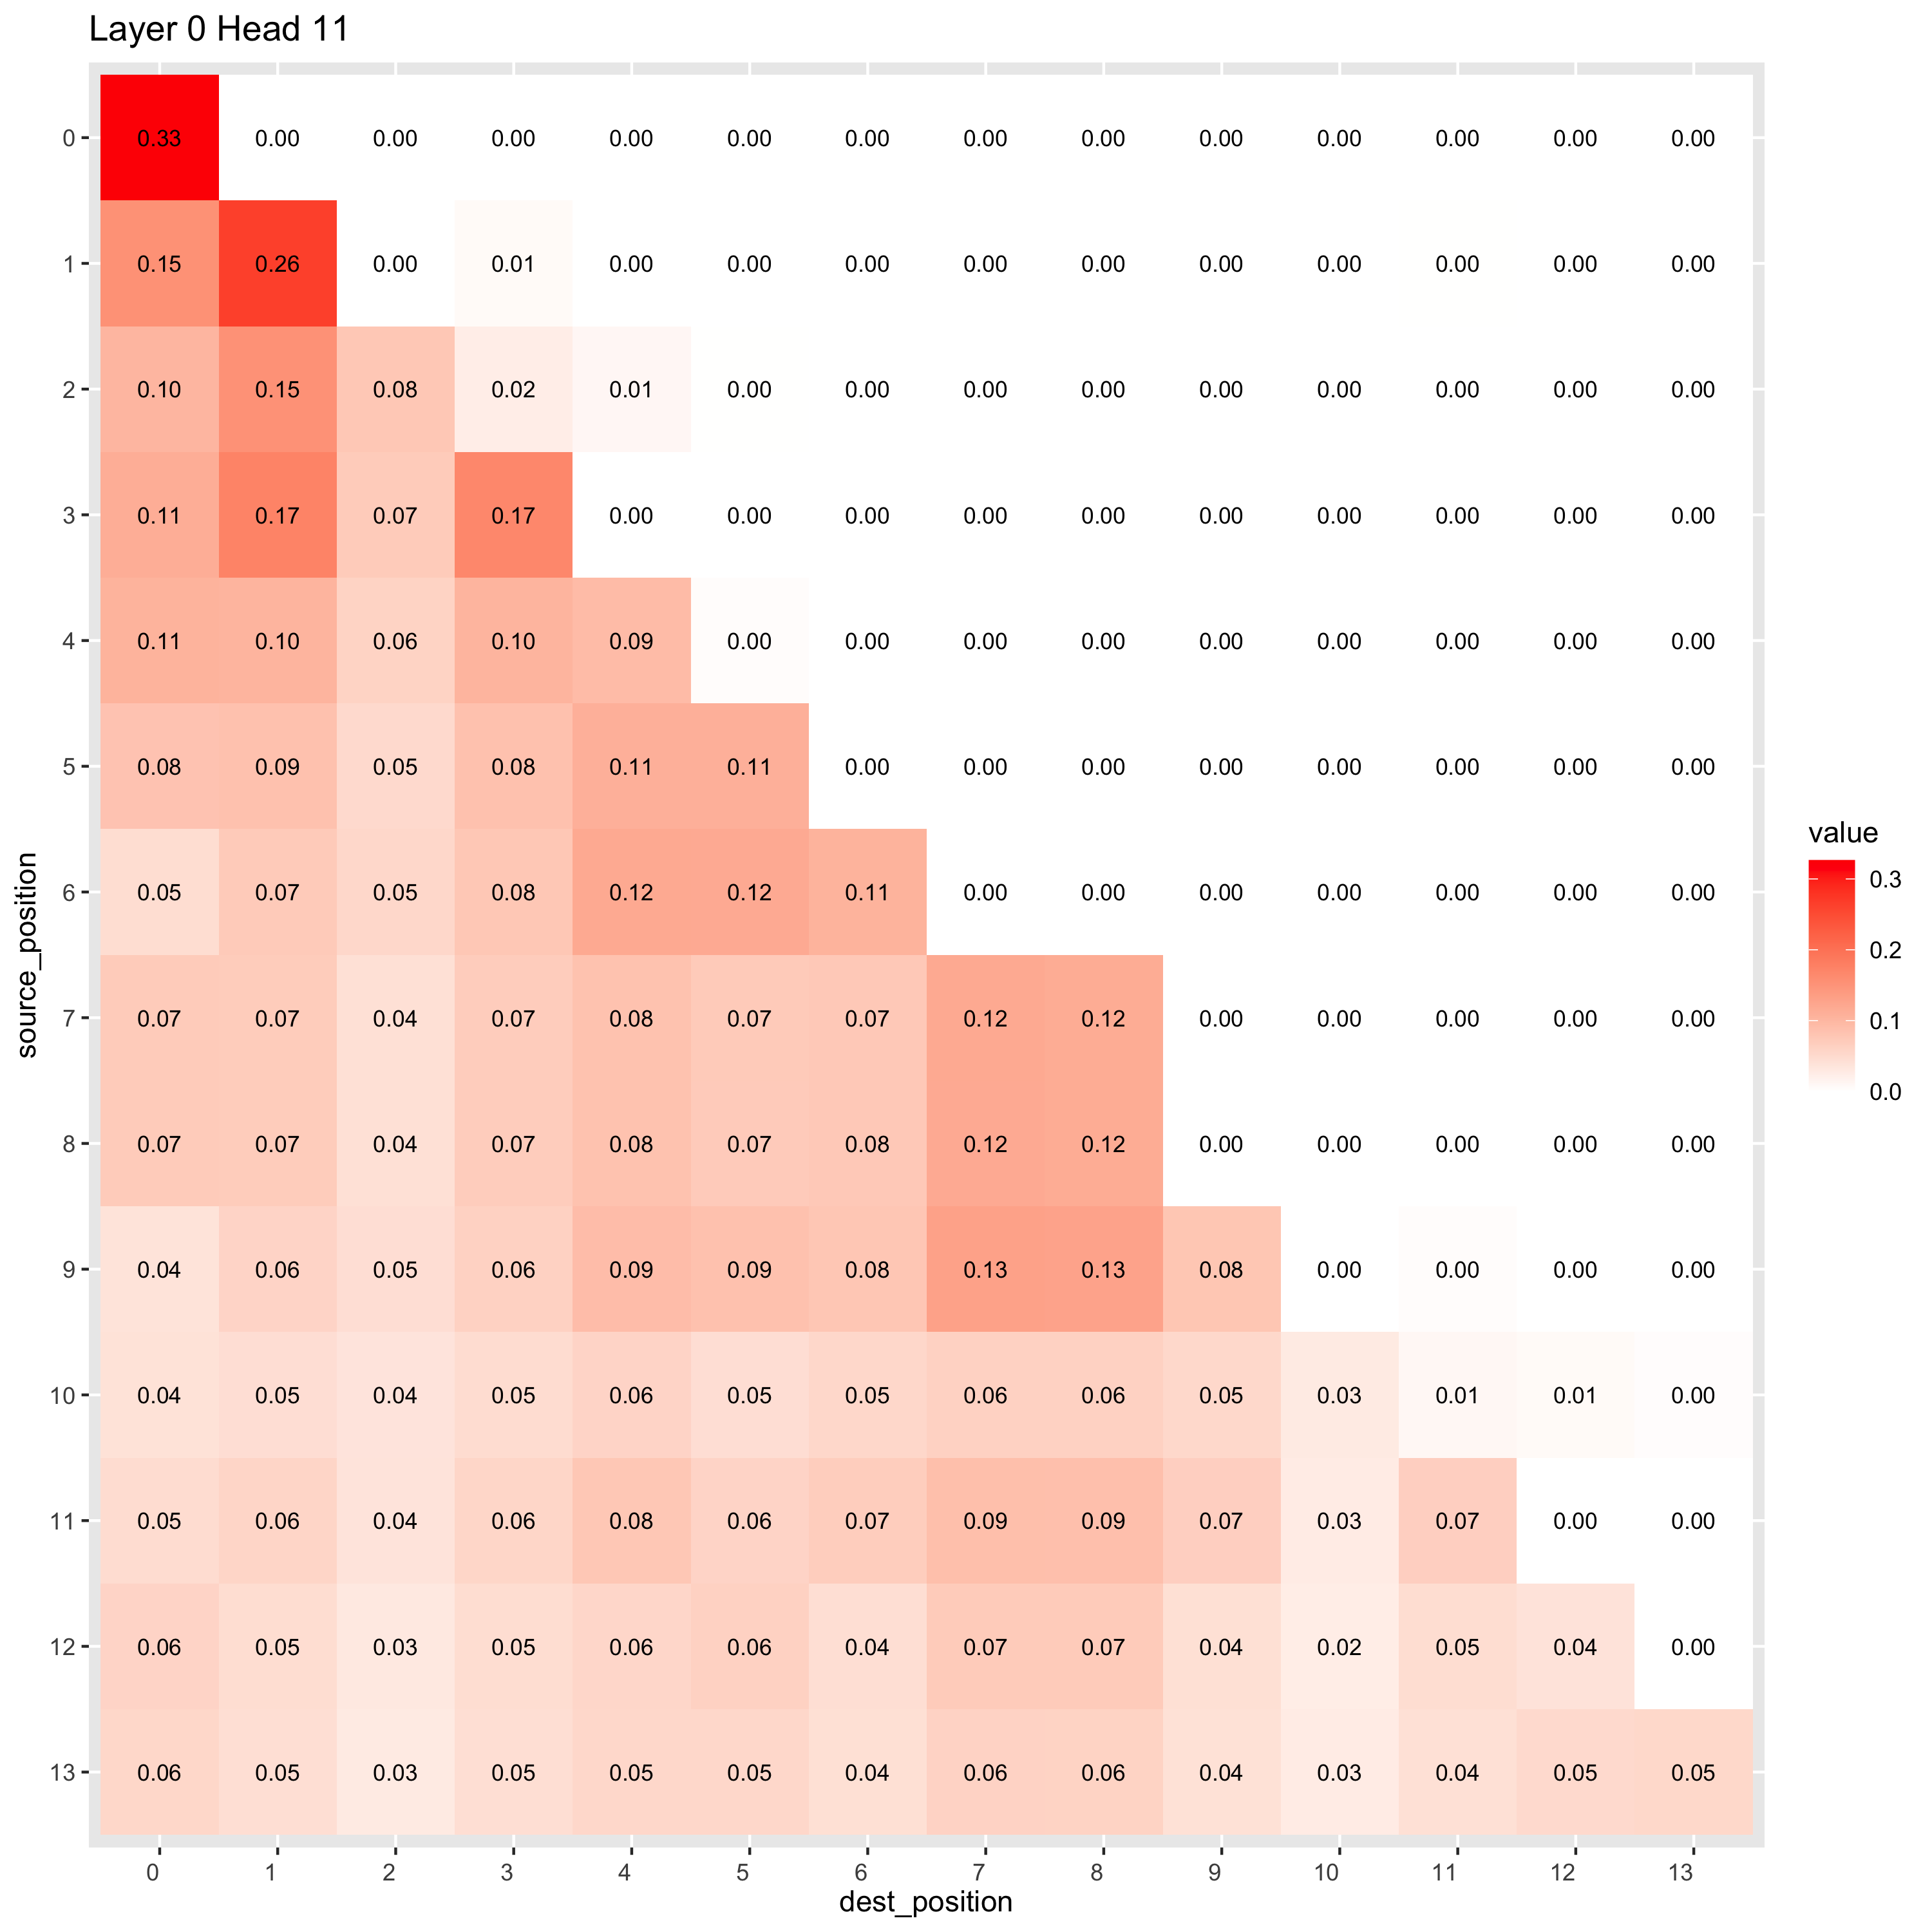 Layer 0 Head 11
0 0.33 0.00 0.00 0.00 0.00 0.00 0.00 0.00 0.00 0.00 0.00 0.00 0.00 0.00
1 0.15 0.26 0.00 0.01 0.00 0.00 0.00 0.00 0.00 0.00 0.00 0.00 0.00 0.00
2 0.10 0.15 0.08 0.02 0.01 0.00 0.00 0.00 0.00 0.00 0.00 0.00 0.00 0.00
3 0.11 0.17 0.07 0.17 0.00 0.00 0.00 0.00 0.00 0.00 0.00 0.00 0.00 0.00
4 0.11 0.10 0.06 0.10 0.09 0.00 0.00 0.00 0.00 0.00 0.00 0.00 0.00 0.00
5 0.08 0.09 0.05 0.08 0.11 0.11 0.00 0.00 0.00 0.00 0.00 0.00 0.00 0.00
6 0.05 0.07 0.05 0.08 0.12 0.12 0.11 0.00 0.00 0.00 0.00 0.00 0.00 0.00
7 0.07 0.07 0.04 0.07 0.08 0.07 0.07 0.12 0.12 0.00 0.00 0.00 0.00 0.00
8 0.07 0.07 0.04 0.07 0.08 0.07 0.08 0.12 0.12 0.00 0.00 0.00 0.00 0.00
9 0.04 0.06 0.05 0.06 0.09 0.09 0.08 0.13 0.13 0.08 0.00 0.00 0.00 0.00
10 0.04 0.05 0.04 0.05 0.06 0.05 0.05 0.06 0.06 0.05 0.03 0.01 0.01 0.00
11 0.05 0.06 0.04 0.06 0.08 0.06 0.07 0.09 0.09 0.07 0.03 0.07 0.00 0.00
12 0.06 0.05 0.03 0.05 0.06 0.06 0.04 0.07 0.07 0.04 0.02 0.05 0.04 0.00
13 0.06 0.05 0.03 0.05 0.05 0.05 0.04 0.06 0.06 0.04 0.03 0.04 0.05 0.05
0 1 2 3 4 5 6 7 8 9 10 11 12 13
dest_position
source_position
value
0.3
0.2
0.1
0.0